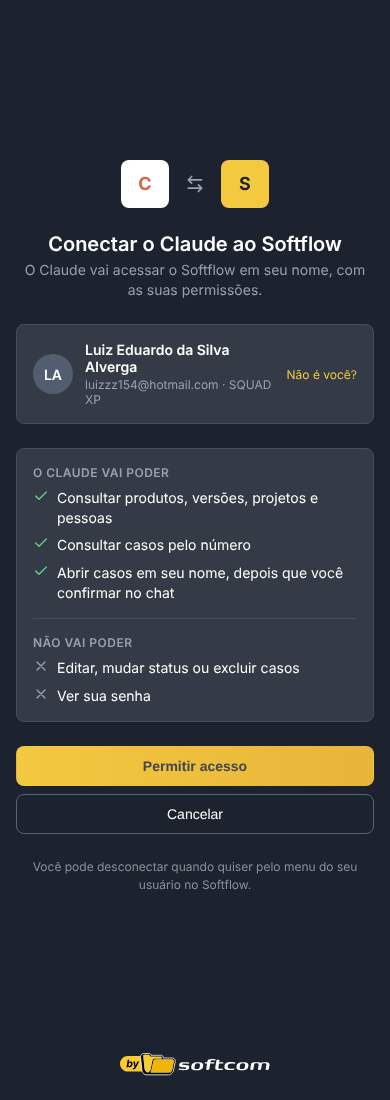 C
S
Conectar o Claude ao Softflow
O Claude vai acessar o Softflow em seu nome, com
as suas permissões.
LA
Luiz Eduardo da Silva
Alverga
luizzz154@hotmail.com · SQUAD
XP
Não é você?
O CLAUDE VAI PODER
Consultar produtos, versões, projetos e
pessoas
Consultar casos pelo número
Abrir casos em seu nome, depois que você
confirmar no chat
NÃO VAI PODER
Editar, mudar status ou excluir casos
Ver sua senha
Permitir acesso
Cancelar
Você pode desconectar quando quiser pelo menu do seu
usuário no Softflow.
by softcom